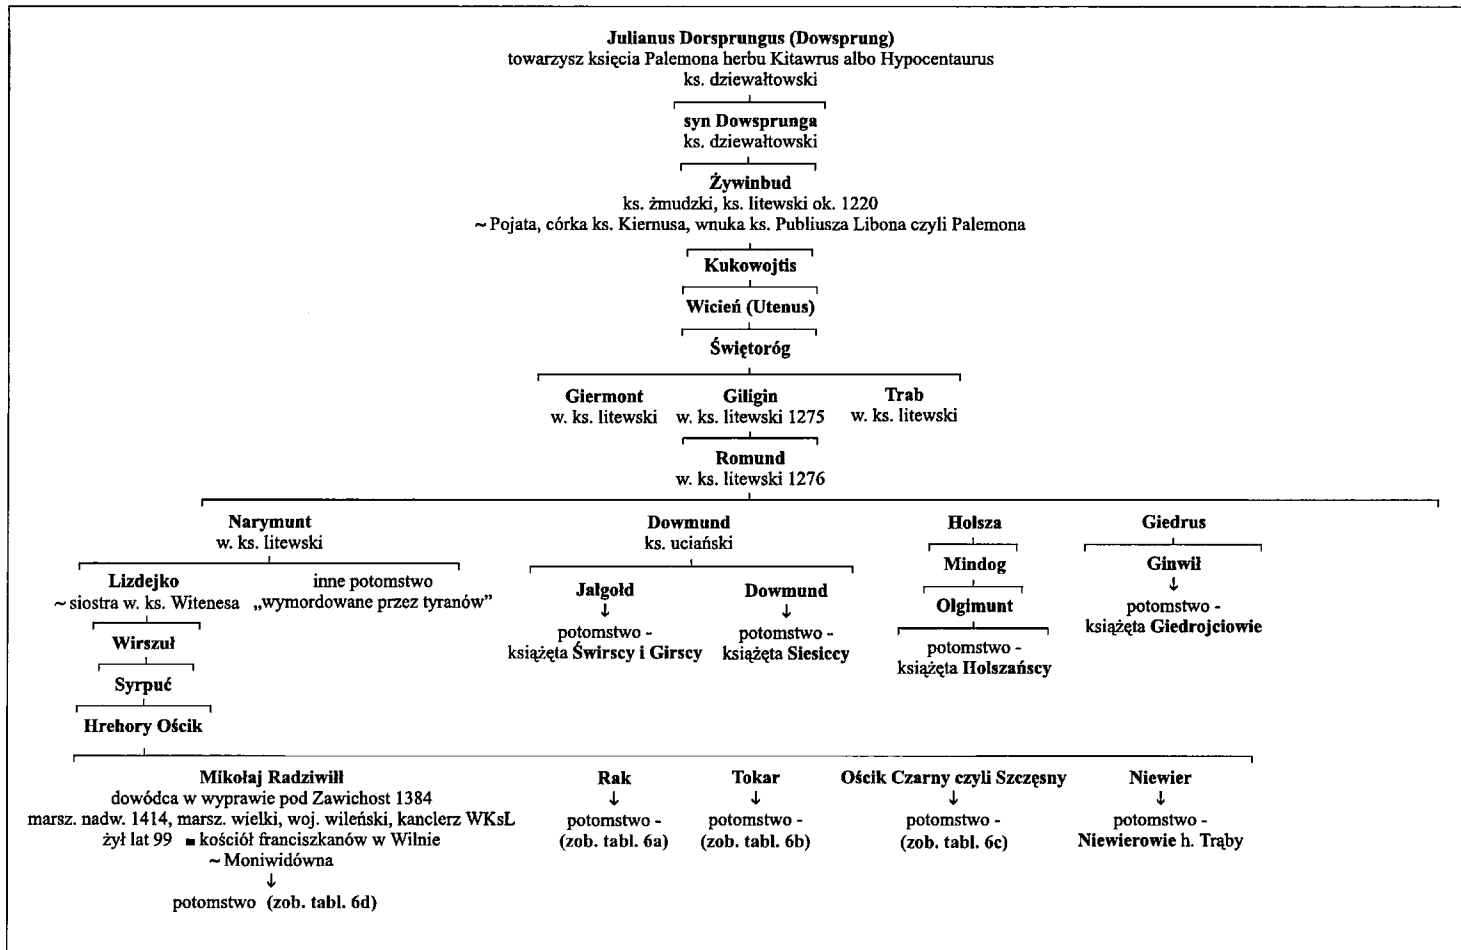 Julianus Dorsprungus (Dowsprung)
towarzysz księcia Palemona herbu Kitawrus albo Hypocentaurus
ks. dziewałtowski
syn Dowsprunga
ks. dziewałtowski
Żywinbud
ks. żmudzki, ks. litewski ok. 1220
~ Pojata, córka ks. Kiernusa, wnuka ks. Publiusza Libona czyli Palemona
Kukowojtis
Wicień (Utenus)
Świętoróg
Giermont Giligin Trab
w. ks. litewski w. ks. litewski 1275 w. ks. litewski
Romund
w. ks. litewski 1276
Narymunt Dowmund Holsza Giedrus
w. ks. litewski ks. uciański
Lizdejko inne potomstwo Mindog Ginwił
~ siostra w. ks. Witenesa „wymordowane przez tyranów” Jałgołd Dowmund Olgimunt ↓
↓ ↓ potomstwo -
Wirszuł potomstwo - potomstwo - potomstwo - książęta Giedrojciowie
książęta Świrscy i Girscy książęta Siesiccy książęta Holszańscy
Syrpuć
Hrehory Ościk
Mikołaj Radziwiłł Rak Tokar Ościk Czarny czyli Szczęsny Niewier
dowódca w wyprawie pod Zawichost 1384 ↓ ↓ ↓ ↓
marsz. nadw. 1414, marsz. wielki, woj. wileński, kanclerz WKsL potomstwo - potomstwo - potomstwo - potomstwo -
żył lat 99 ■ kościół franciszkanów w Wilnie (zob. tabl. 6a) (zob. tabl. 6b) (zob. tabl. 6c) Niewierowie h. Trąby
~ Moniwidówna
↓
potomstwo (zob. tabl. 6d)